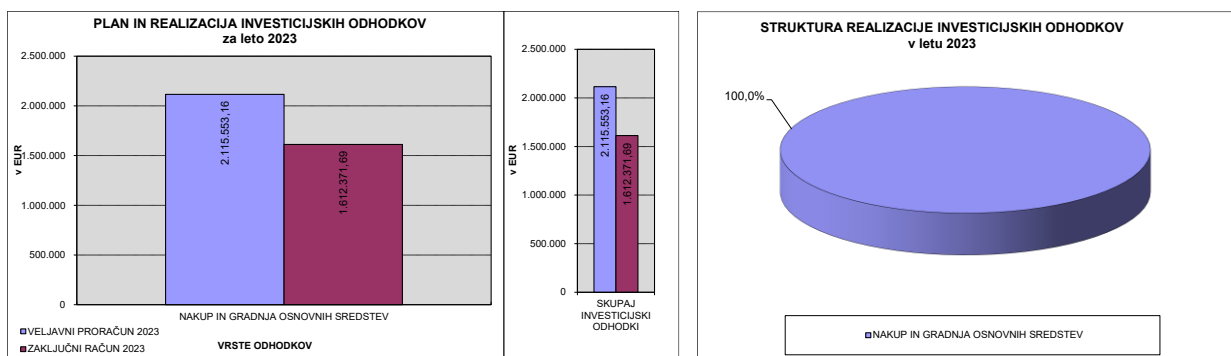 PLAN IN REALIZACIJA INVESTICIJSKIH ODHODKOV
za leto 2023
2.500.000
2.000.000
1.500.000
1.000.000
500.000
0
v EUR
2.115.553,16
1.612.371,69
NAKUP IN GRADNJA OSNOVNIH SREDSTEV
VELJAVNI PRORAČUN 2023
ZAKLJUČNI RAČUN 2023
VRSTE ODHODKOV
2.500.000
2.000.000
1.500.000
1.000.000
500.000
0
v EUR
2.115.553,16
1.612.371,69
SKUPAJ
INVESTICIJSKI
ODHODKI
STRUKTURA REALIZACIJE INVESTICIJSKIH ODHODKOV
v letu 2023
100,0%
NAKUP IN GRADNJA OSNOVNIH SREDSTEV